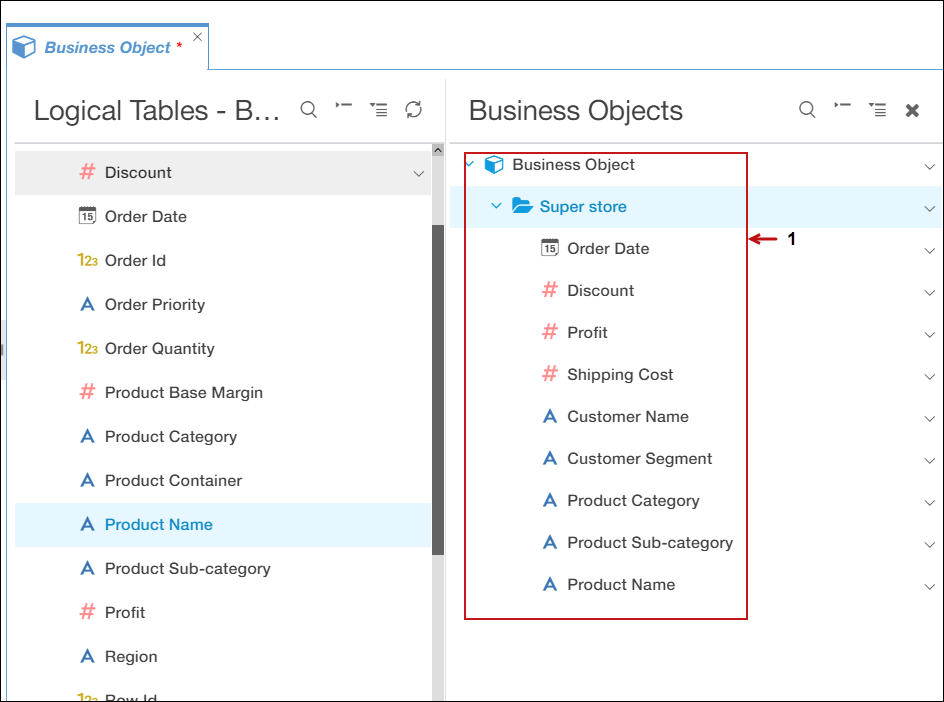 Business Object *
Logical Tables - B...
Discount
15 Order Date
123 Order Id
A Order Priority
123 Order Quantity
# Product Base Margin
A Product Category
A Product Container
A Product Name
A Product Sub-category
# Profit
A Region
123 Row Id
Business Objects
Business Object
Super store
15 Order Date
# Discount
# Profit
# Shipping Cost
A Customer Name
A Customer Segment
A Product Category
A Product Sub-category
A Product Name
1